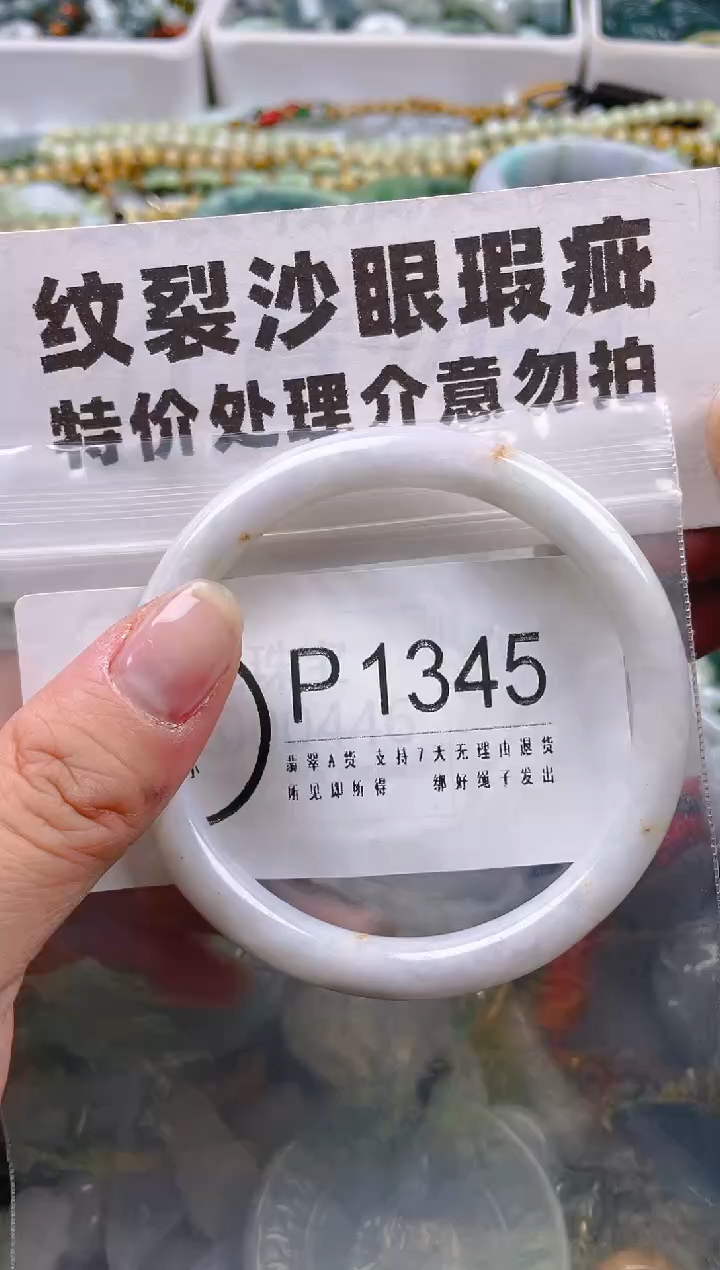 纹裂沙眼瑕疵
特价处理介意勿拍
P1345
翡翠A货 支持7天无理由退货
所见即所得 绑好绳子发出